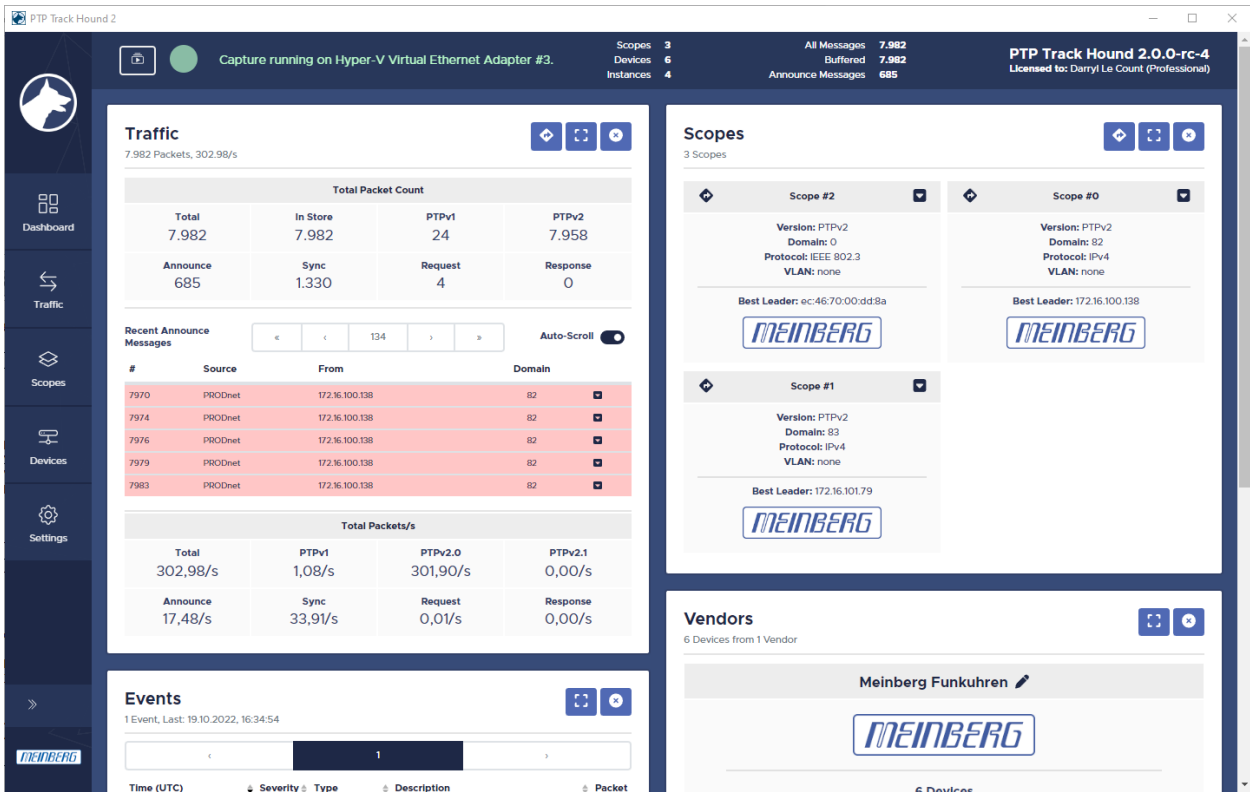 PTP Track Hound 2
Capture running on Hyper-V Virtual Ethernet Adapter #3.
Scopes 3
Devices 6
Instances 4
All Messages 7.982
Buffered 7.982
Announce Messages 685
PTP Track Hound 2.0.0-rc-4
Licensed to: Darryl Le Count (Professional)
Dashboard
Traffic
Scopes
Devices
Settings
»
MEINBERG
Traffic
7.982 Packets, 302.98/s
Total Packet Count
Total In Store PTPv1 PTPv2
7.982 7.982 24 7.958
Announce Sync Request Response
685 1.330 4 0
Recent Announce
Messages
« ‹ 134 › »
Auto-Scroll
# Source From Domain
7970 PRODnet 172.16.100.138 82
7974 PRODnet 172.16.100.138 82
7976 PRODnet 172.16.100.138 82
7979 PRODnet 172.16.100.138 82
7983 PRODnet 172.16.100.138 82
Total Packets/s
Total PTPv1 PTPv2.0 PTPv2.1
302,98/s 1,08/s 301,90/s 0,00/s
Announce Sync Request Response
17,48/s 33,91/s 0,01/s 0,00/s
Events
1 Event, Last: 19.10.2022, 16:34:54
‹ 1 ›
Time (UTC) Severity Type Description Packet
Scopes
3 Scopes
Scope #2
Version: PTPv2
Domain: 0
Protocol: IEEE 802.3
VLAN: none
Best Leader: ec:46:70:00:dd:8a
MEINBERG
Scope #0
Version: PTPv2
Domain: 82
Protocol: IPv4
VLAN: none
Best Leader: 172.16.100.138
MEINBERG
Scope #1
Version: PTPv2
Domain: 83
Protocol: IPv4
VLAN: none
Best Leader: 172.16.101.79
MEINBERG
Vendors
6 Devices from 1 Vendor
Meinberg Funkuhren
MEINBERG
6 Devices